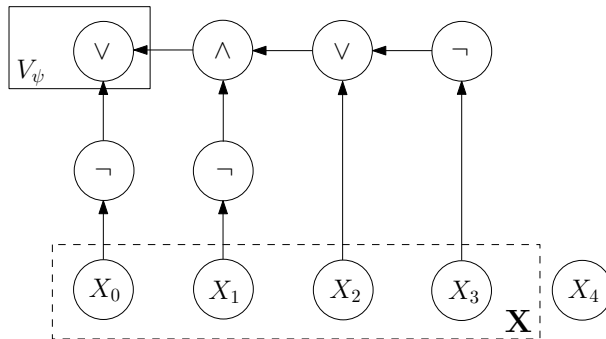 ∨ ∧ ∨ ¬
V_ψ
¬ ¬
X_0 X_1 X_2 X_3 X_4
X